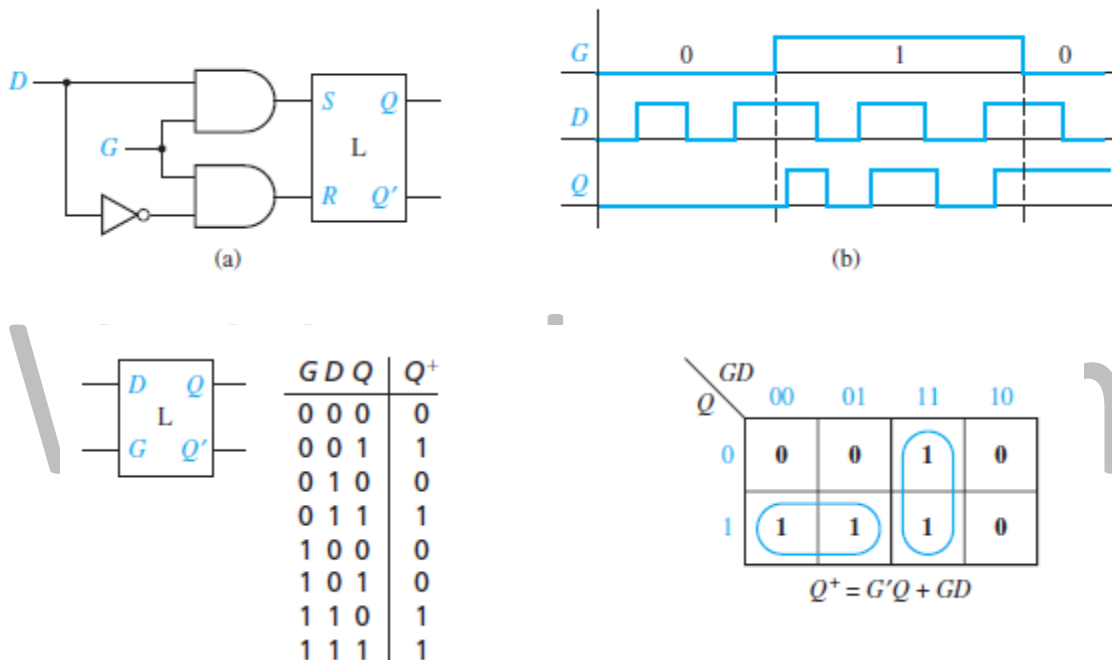 D
G
S Q
L
R Q'
(a)
G 0 1 0
D
Q
(b)
D Q
L
G Q'
G D Q Q+
0 0 0 0
0 0 1 1
0 1 0 0
0 1 1 1
1 0 0 0
1 0 1 0
1 1 0 1
1 1 1 1
GD
Q 00 01 11 10
0 0 0 1 0
1 1 1 1 0
Q+ = G'Q + GD